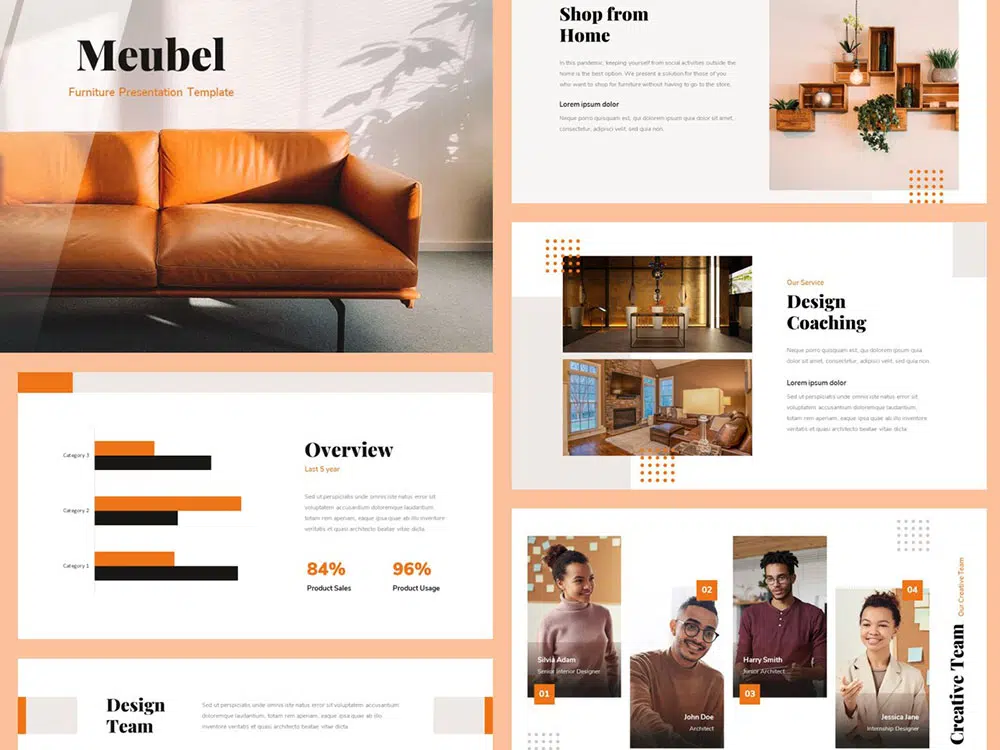 Meubel
Furniture Presentation Template
Shop from
Home
In this pandemic, keeping yourself from social activities outside the
home is the best option. We present a solution for those of you
who want to shop for furniture without having to go to the store.
Lorem ipsum dolor
Neque porro quisquam est, qui dolorem ipsum quia dolor sit amet,
consectetur, adipisci velit, sed quia non.
Our Service
Design
Coaching
Neque porro quisquam est, qui dolorem ipsum quia
dolor sit amet, consectetur, adipisci velit, sed quia non.
Lorem ipsum dolor
Sed ut perspiciatis unde omnis iste natus error sit
voluptatem accusantium doloremque laudantium,
totam rem aperiam, eaque ipsa quae ab illo inventore
veritatis et quasi architecto beatae vitae dicta.
Category 3
Category 2
Category 1
Overview
Last 5 year
Sed ut perspiciatis unde omnis iste natus error sit
voluptatem accusantium doloremque laudantium,
totam rem aperiam, eaque ipsa quae ab illo inventore
veritatis et quasi architecto beatae vitae dicta.
84%
Product Sales
96%
Product Usage
Silvia Adam
Senior Interior Designer
01
02
John Doe
Architect
Harry Smith
Junior Architect
03
04
Jessica Jane
Internship Designer
Creative Team
Our Creative Team
Design
Team
Sed ut perspiciatis unde omnis iste natus error sit voluptatem accusantium
doloremque laudantium, totam rem aperiam, eaque ipsa quae ab illo
inventore veritatis et quasi architecto beatae vitae dicta.